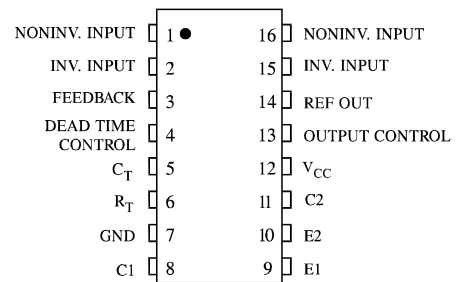 NONINV. INPUT 1 16 NONINV. INPUT
INV. INPUT 2 15 INV. INPUT
FEEDBACK 3 14 REF OUT
DEAD TIME
CONTROL 4 13 OUTPUT CONTROL
CT 5 12 VCC
RT 6 11 C2
GND 7 10 E2
C1 8 9 E1